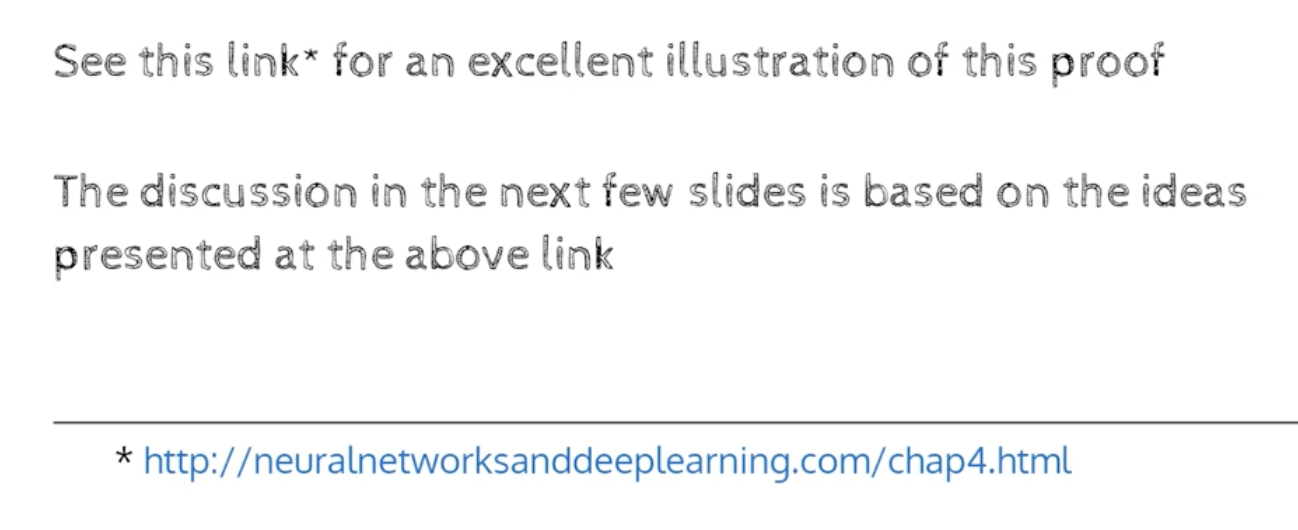 See this link* for an excellent illustration of this proof
The discussion in the next few slides is based on the ideas
presented at the above link
* http://neuralnetworksanddeeplearning.com/chap4.html